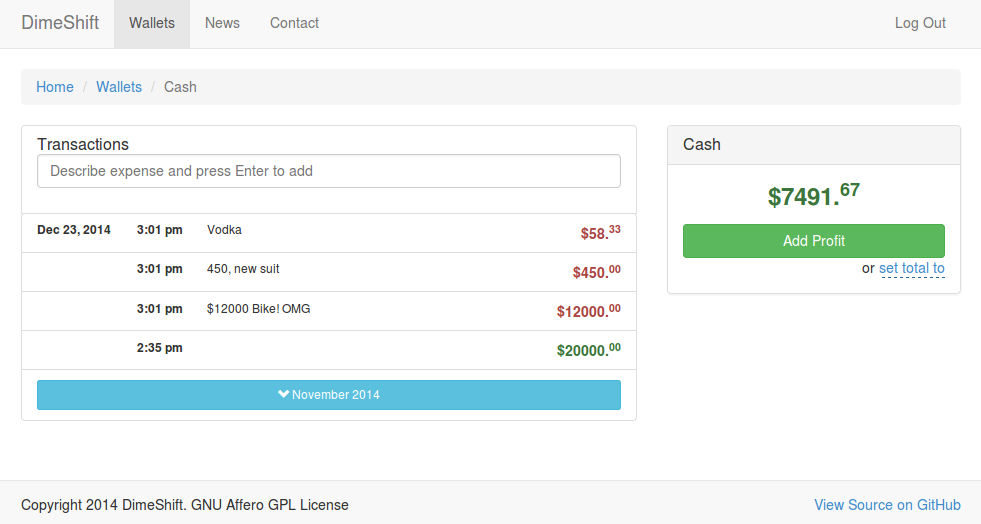 DimeShift Wallets News Contact Log Out
Home / Wallets / Cash
Transactions
Describe expense and press Enter to add
Dec 23, 2014 3:01 pm Vodka $58.33
3:01 pm 450, new suit $450.00
3:01 pm $12000 Bike! OMG $12000.00
2:35 pm $20000.00
November 2014
Cash
$7491.67
Add Profit
or set total to
Copyright 2014 DimeShift. GNU Affero GPL License View Source on GitHub